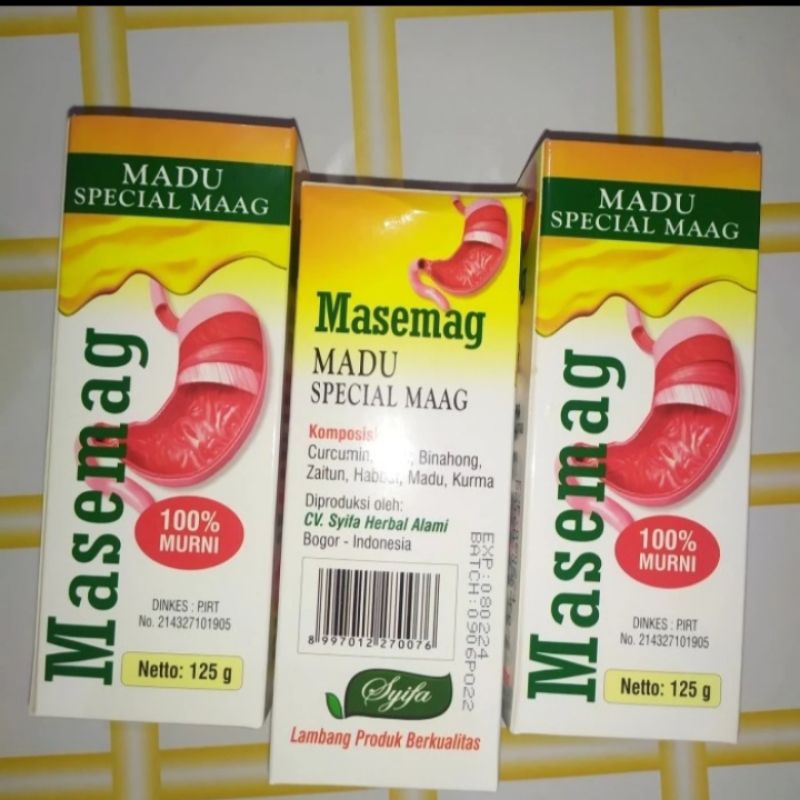 MADU
SPECIAL MAAG
Masemag
100%
MURNI
DINKES : PIRT
No. 214327101905
Netto: 125 g
Masemag
MADU
SPECIAL MAAG
Komposisi
Curcumin, Binahong,
Zaitun, Madu, Kurma
Diproduksi oleh:
CV. Syifa Herbal Alami
Bogor - Indonesia
EXP:080224
BATCH:0906P022
8 997012 270076
Syifa
Lambang Produk Berkualitas
MADU
SPECIAL MAAG
Masemag
100%
MURNI
DINKES : PIRT
No. 214327101905
Netto: 125 g